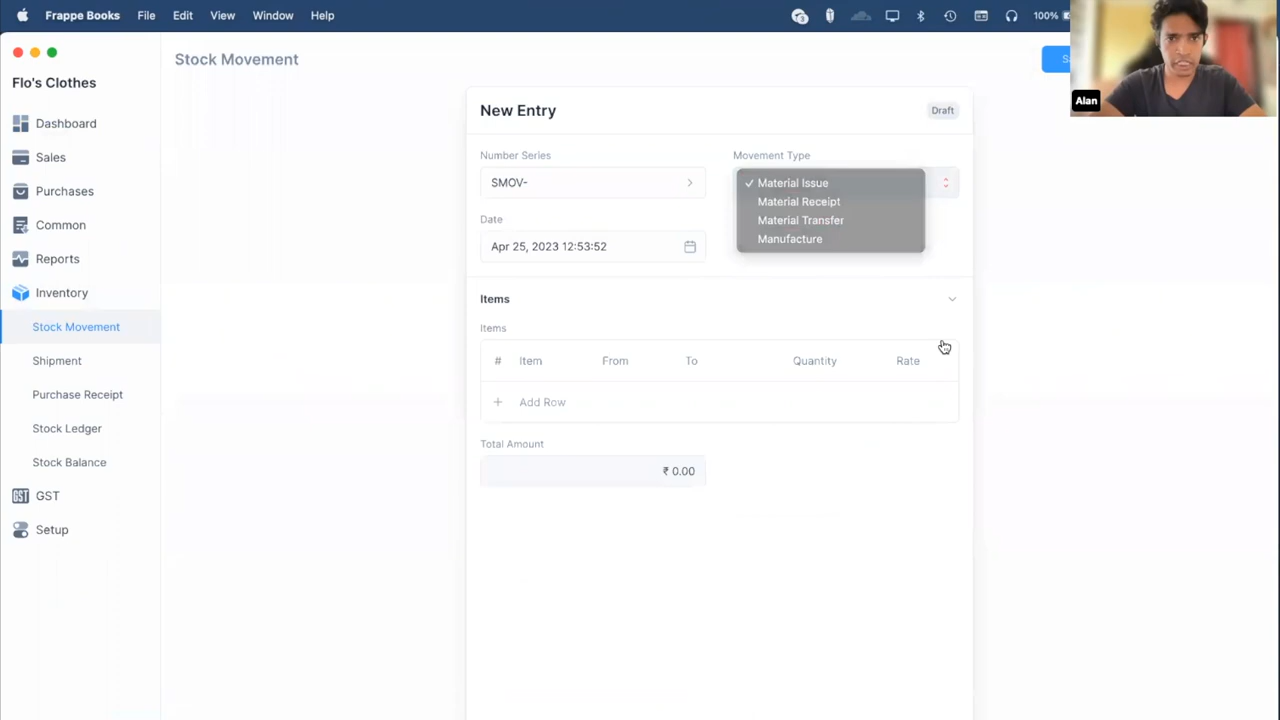 Frappe Books File Edit View Window Help 100%
Flo's Clothes
Dashboard
Sales
Purchases
Common
Reports
Inventory
Stock Movement
Shipment
Purchase Receipt
Stock Ledger
Stock Balance
GST GST
Setup
Stock Movement
New Entry Draft
Number Series Movement Type
SMOV-
✓ Material Issue
Material Receipt
Material Transfer
Manufacture
Date
Apr 25, 2023 12:53:52
Items
Items
# Item From To Quantity Rate
+ Add Row
Total Amount
₹ 0.00
Alan